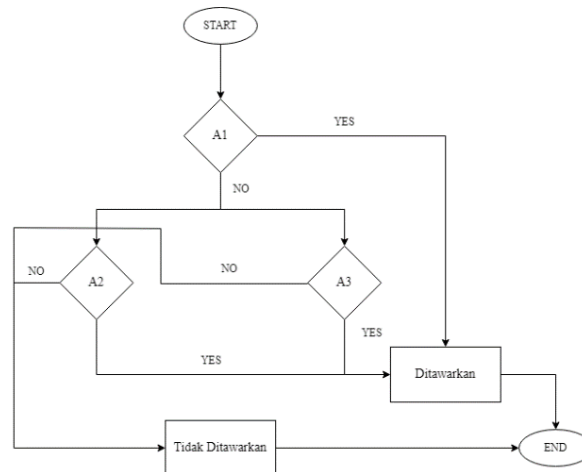 START
A1
YES
NO
NO
A2
NO
A3
YES
YES
Ditawarkan
Tidak Ditawarkan
END